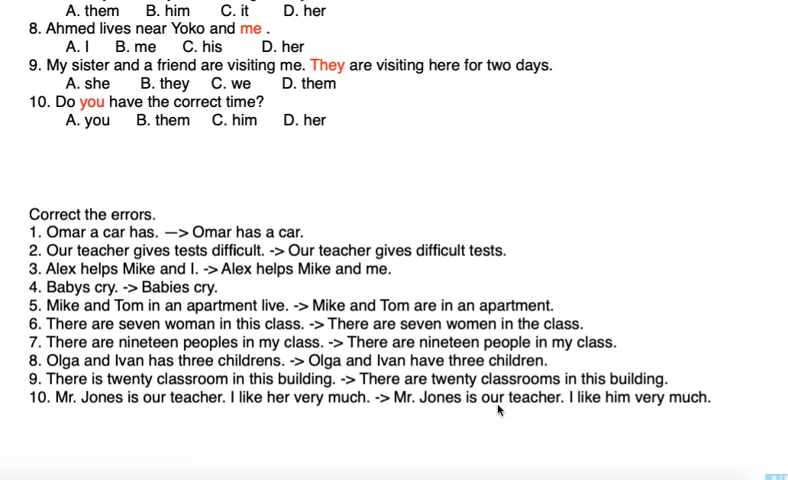 A. them B. him C. it D. her
8. Ahmed lives near Yoko and me .
A. I B. me C. his D. her
9. My sister and a friend are visiting me. They are visiting here for two days.
A. she B. they C. we D. them
10. Do you have the correct time?
A. you B. them C. him D. her
Correct the errors.
1. Omar a car has. —> Omar has a car.
2. Our teacher gives tests difficult. -> Our teacher gives difficult tests.
3. Alex helps Mike and I. -> Alex helps Mike and me.
4. Babys cry. -> Babies cry.
5. Mike and Tom in an apartment live. -> Mike and Tom are in an apartment.
6. There are seven woman in this class. -> There are seven women in the class.
7. There are nineteen peoples in my class. -> There are nineteen people in my class.
8. Olga and Ivan has three childrens. -> Olga and Ivan have three children.
9. There is twenty classroom in this building. -> There are twenty classrooms in this building.
10. Mr. Jones is our teacher. I like her very much. -> Mr. Jones is our teacher. I like him very much.